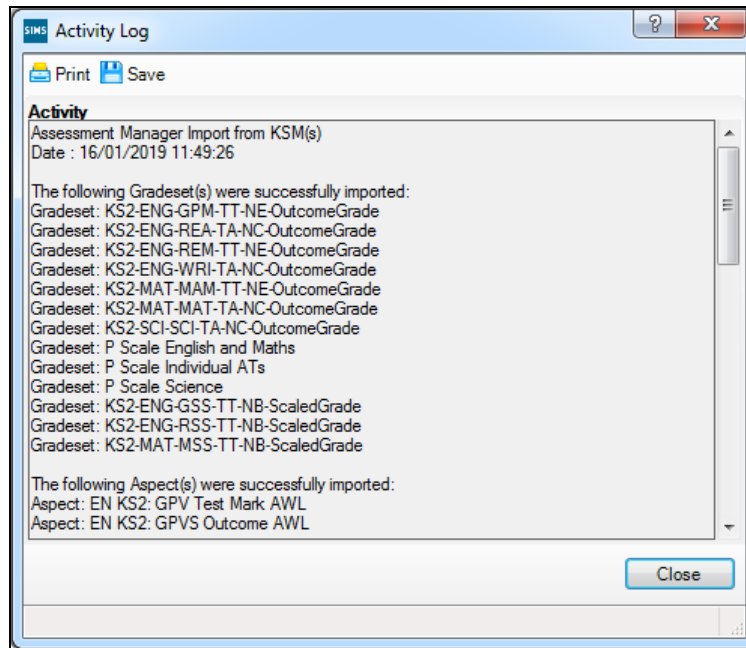 SIMS Activity Log
Print Save
Activity
Assessment Manager Import from KSM(s)
Date : 16/01/2019 11:49:26
The following Gradeset(s) were successfully imported:
Gradeset: KS2-ENG-GPM-TT-NE-OutcomeGrade
Gradeset: KS2-ENG-REA-TA-NC-OutcomeGrade
Gradeset: KS2-ENG-REM-TT-NE-OutcomeGrade
Gradeset: KS2-ENG-WRI-TA-NC-OutcomeGrade
Gradeset: KS2-MAT-MAM-TT-NE-OutcomeGrade
Gradeset: KS2-MAT-MAT-TA-NC-OutcomeGrade
Gradeset: KS2-SCI-SCI-TA-NC-OutcomeGrade
Gradeset: P Scale English and Maths
Gradeset: P Scale Individual ATs
Gradeset: P Scale Science
Gradeset: KS2-ENG-GSS-TT-NB-ScaledGrade
Gradeset: KS2-ENG-RSS-TT-NB-ScaledGrade
Gradeset: KS2-MAT-MSS-TT-NB-ScaledGrade
The following Aspect(s) were successfully imported:
Aspect: EN KS2: GPV Test Mark AWL
Aspect: EN KS2: GPVS Outcome AWL
Close